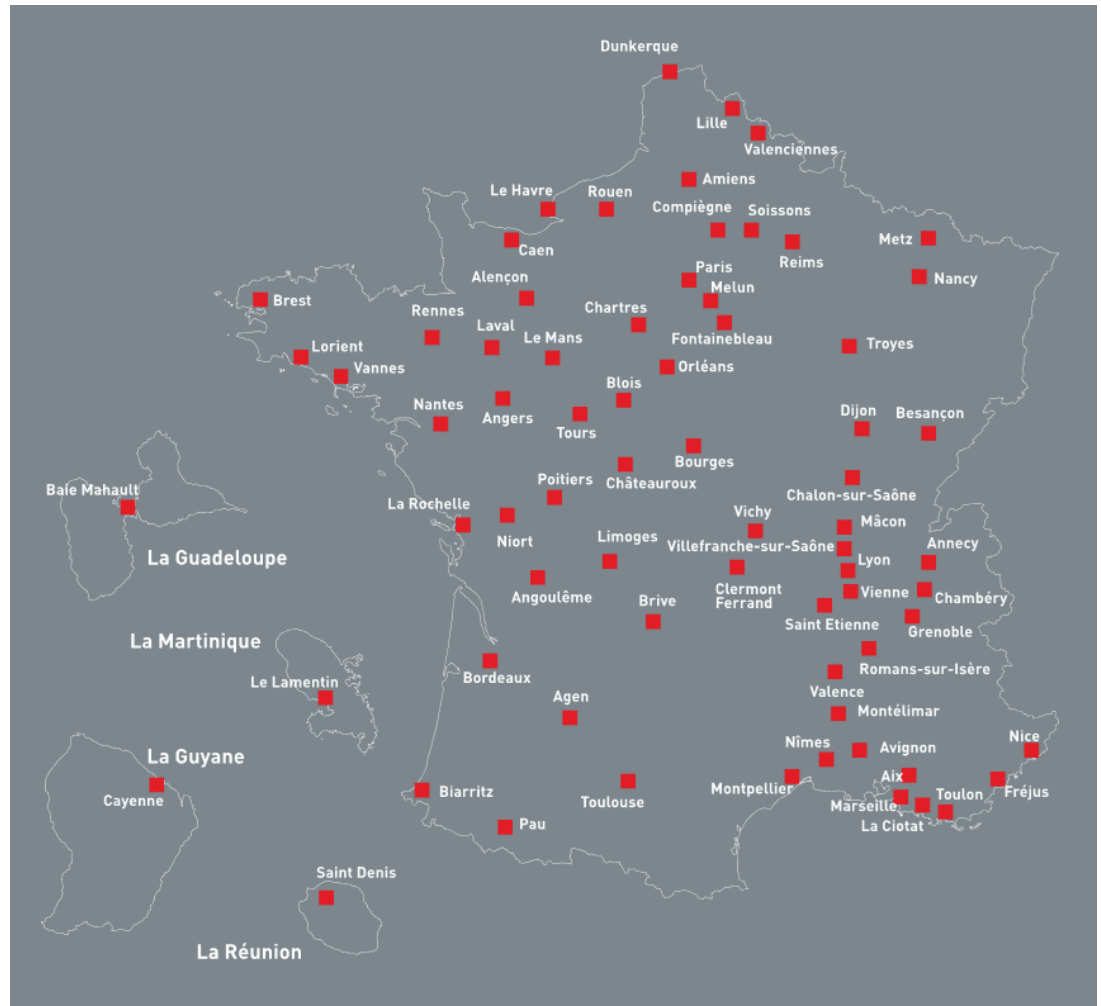 Dunkerque
Lille
Valenciennes
Amiens
Le Havre
Rouen
Compiègne
Soissons
Caen
Reims
Metz
Paris
Nancy
Alençon
Melun
Brest
Rennes
Chartres
Laval
Le Mans
Fontainebleau
Troyes
Lorient
Vannes
Orléans
Blois
Nantes
Angers
Tours
Dijon
Besançon
Bourges
Poitiers
Châteauroux
Chalon-sur-Saône
Baie Mahault
La Rochelle
Vichy
Mâcon
Niort
Limoges
Villefranche-sur-Saône
Annecy
La Guadeloupe
Lyon
Angoulême
Clermont
Ferrand
Vienne
Chambéry
Brive
Saint Etienne
Grenoble
La Martinique
Romans-sur-Isère
Bordeaux
Le Lamentin
Valence
Agen
Montélimar
La Guyane
Nîmes
Avignon
Nice
Aix
Cayenne
Biarritz
Toulouse
Montpellier
Marseille
Toulon
Fréjus
La Ciotat
Pau
Saint Denis
La Réunion